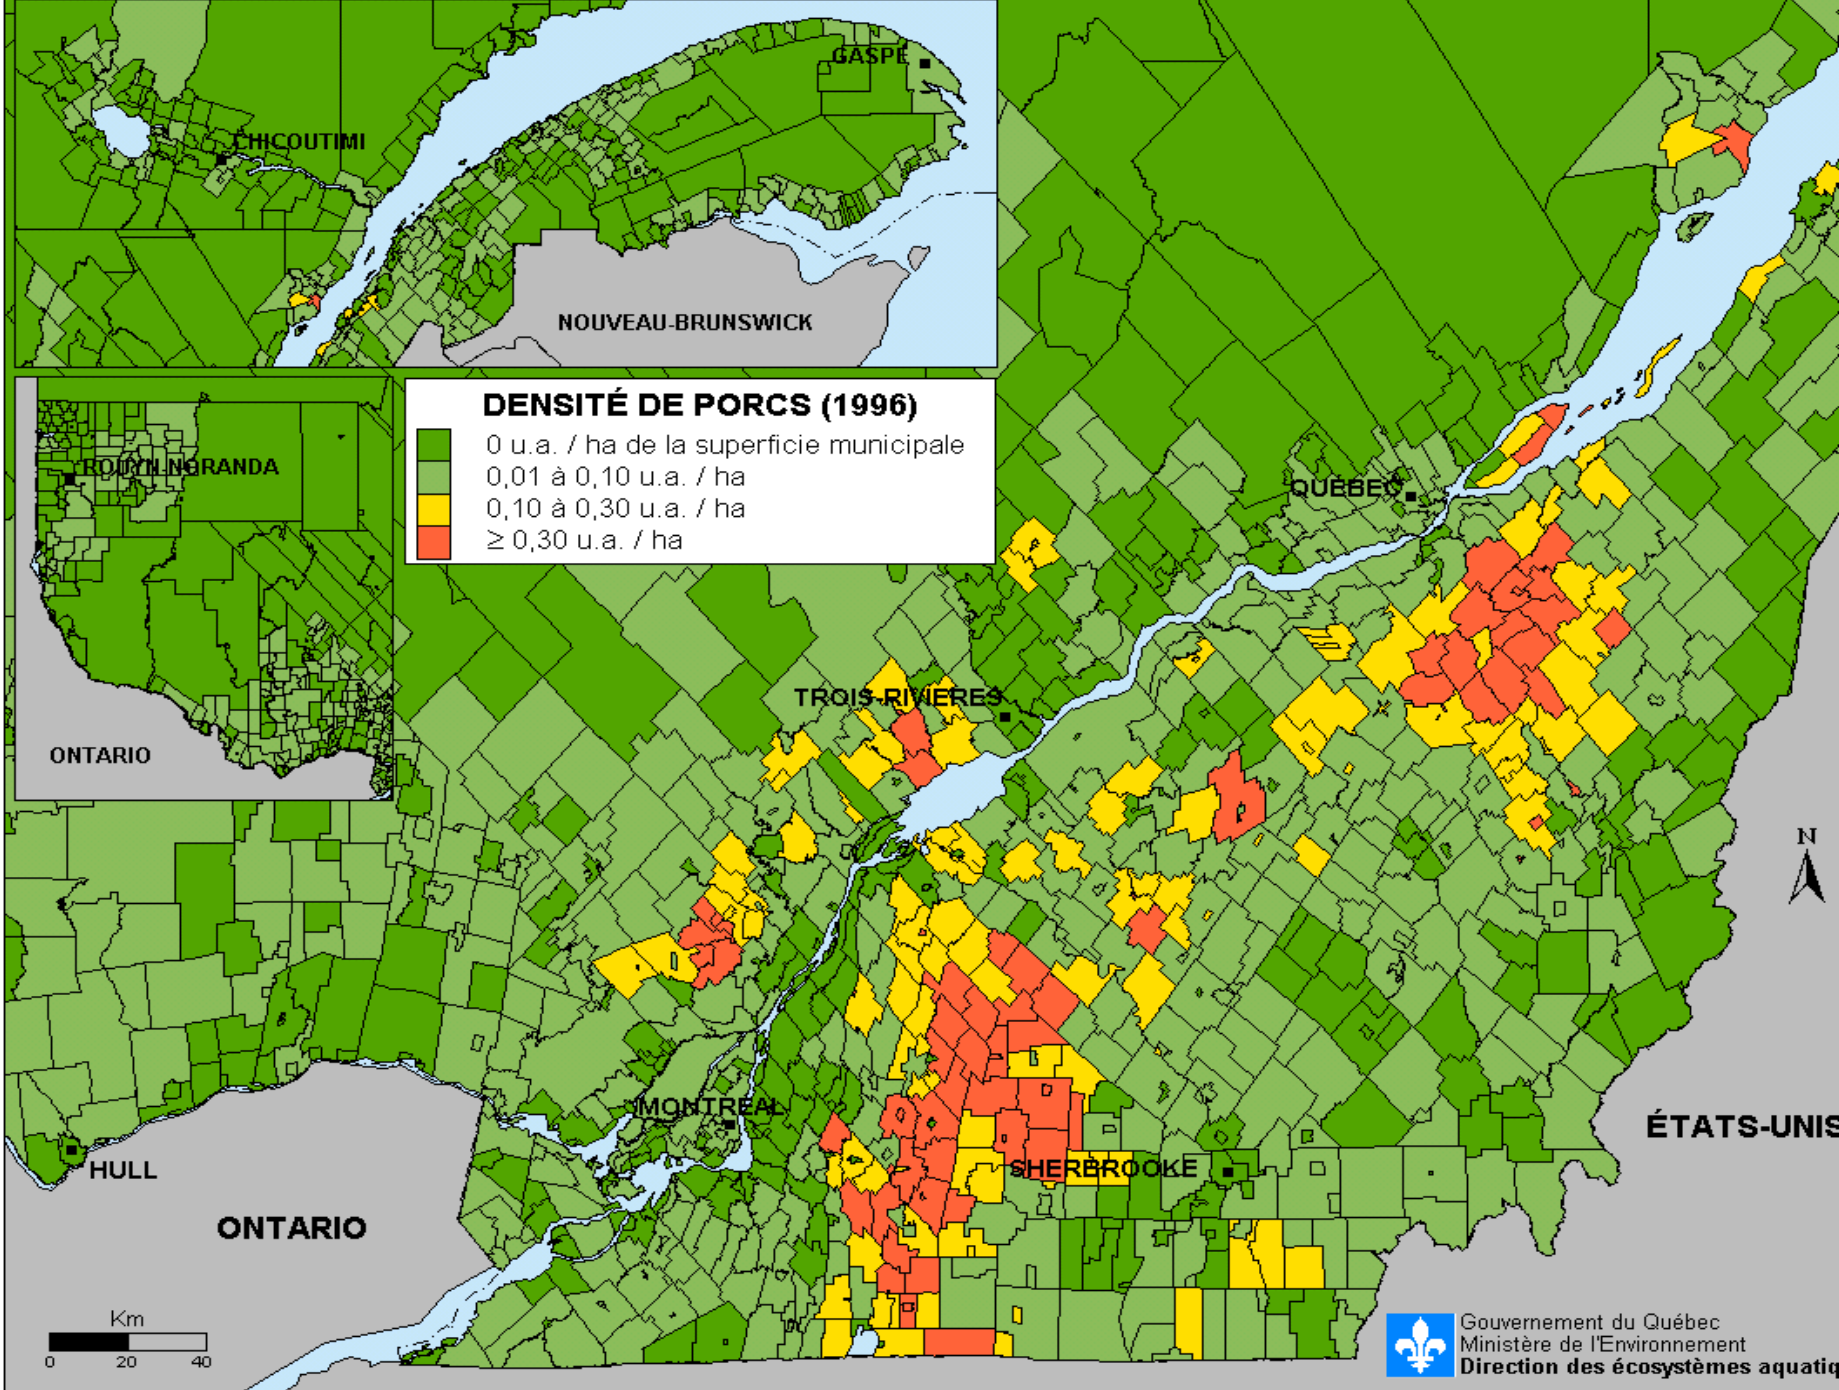 GASPÉ
CHICOUTIMI
NOUVEAU-BRUNSWICK
DENSITÉ DE PORCS (1996)
0 u.a. / ha de la superficie municipale
0,01 à 0,10 u.a. / ha
0,10 à 0,30 u.a. / ha
≥ 0,30 u.a. / ha
ROUYN-NORANDA
QUÉBEC
TROIS-RIVIÈRES
ONTARIO
N
MONTRÉAL
ÉTATS-UNIS
HULL
SHERBROOKE
ONTARIO
Km
0 20 40
Gouvernement du Québec
Ministère de l'Environnement
Direction des écosystèmes aquatiq